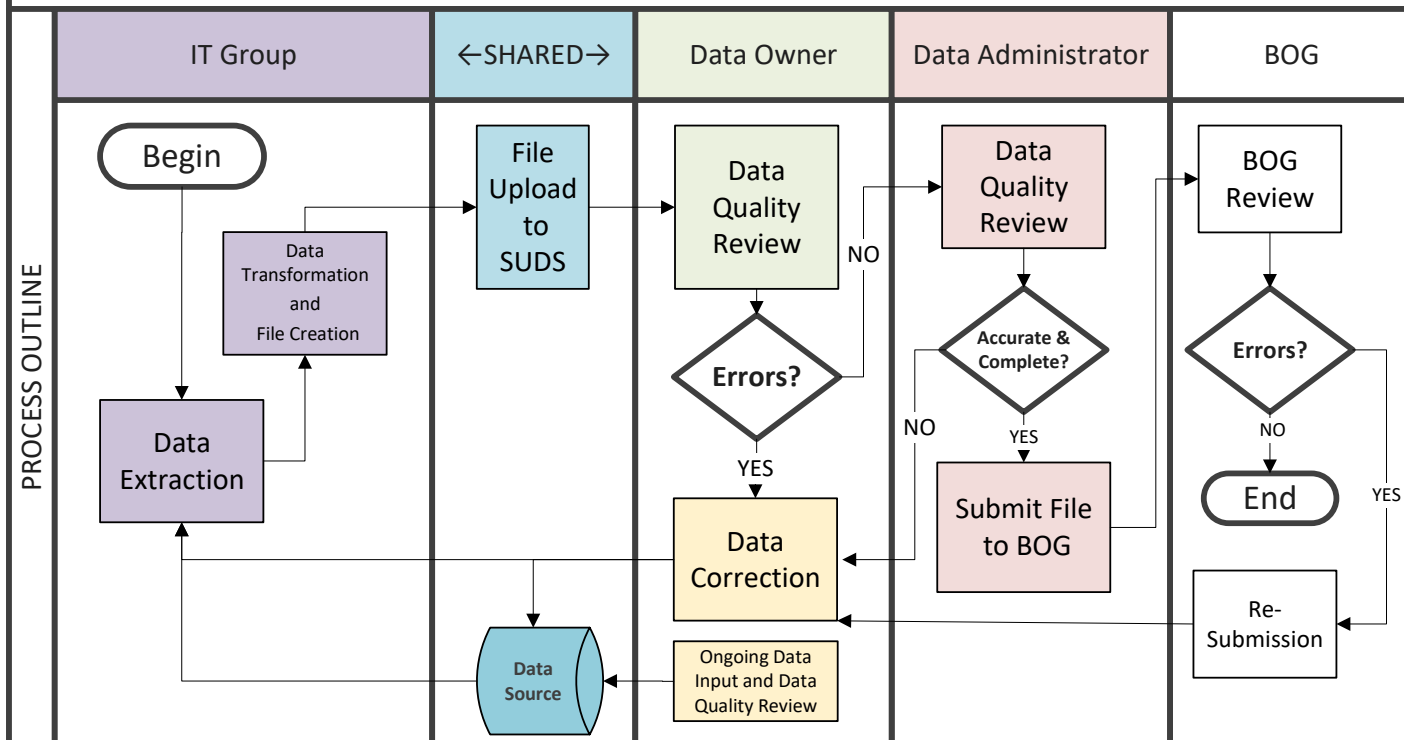 IT Group
←SHARED→
Data Owner
Data Administrator
BOG
PROCESS OUTLINE
Begin
Data
Transformation
and
File Creation
Data
Extraction
File
Upload
to
SUDS
Data
Source
Data
Quality
Review
NO
Errors?
YES
Data
Correction
Ongoing Data
Input and Data
Quality Review
Data
Quality
Review
Accurate &
Complete?
NO
YES
Submit File
to BOG
BOG
Review
Errors?
NO
YES
End
Re-
Submission